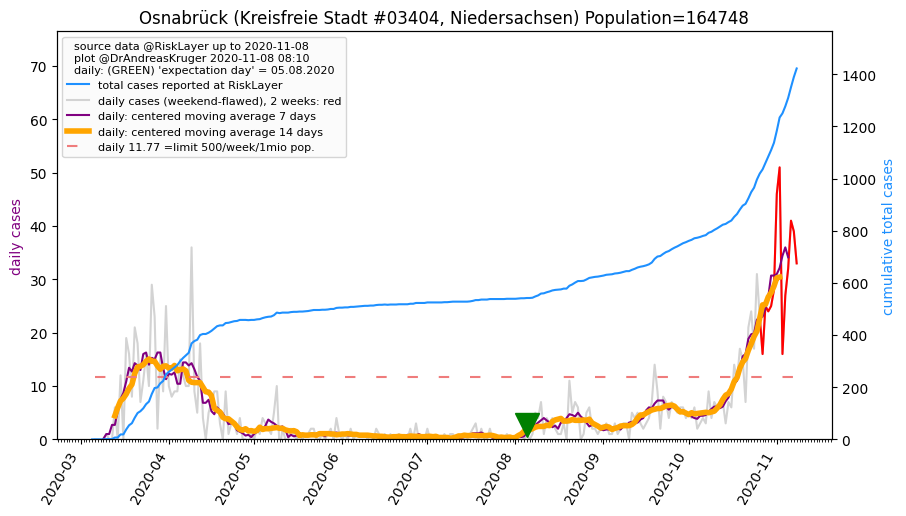 Osnabrück (Kreisfreie Stadt #03404, Niedersachsen) Population=164748
source data @RiskLayer up to 2020-11-08
plot @DrAndreasKruger 2020-11-08 08:10
daily: (GREEN) 'expectation day' = 05.08.2020
total cases reported at RiskLayer
daily cases (weekend-flawed), 2 weeks: red
daily: centered moving average 7 days
daily: centered moving average 14 days
daily 11.77 =limit 500/week/1mio pop.
daily cases
70
60
50
40
30
20
10
0
cumulative total cases
1400
1200
1000
800
600
400
200
0
2020-03
2020-04
2020-05
2020-06
2020-07
2020-08
2020-09
2020-10
2020-11